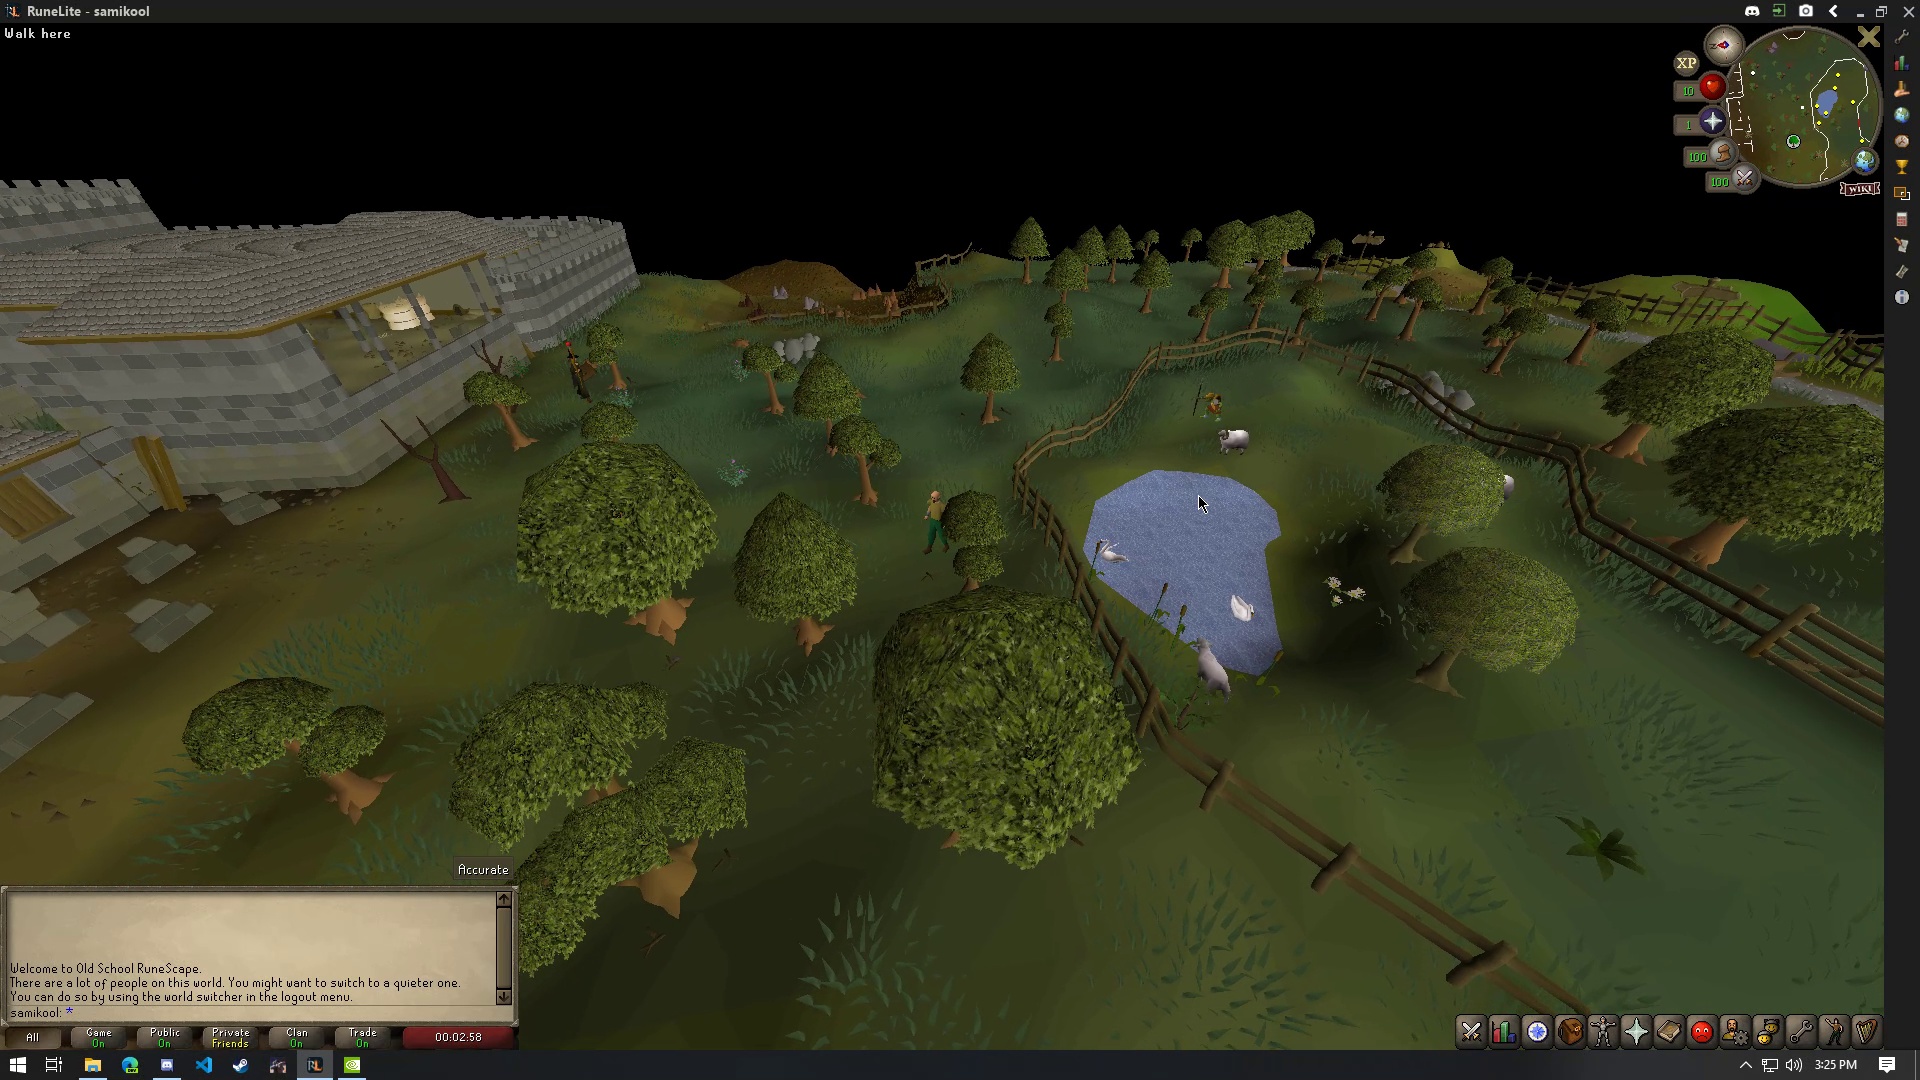 RuneLite - samikool
Walk here
XP
10
1
100
100
WIKI
Accurate
Welcome to Old School RuneScape.
There are a lot of people on this world. You might want to switch to a quieter one.
You can do so by using the world switcher in the logout menu.
samikool: *
All
Game
On
Public
On
Private
Friends
Clan
On
Trade
On
00:02:58
3:25 PM